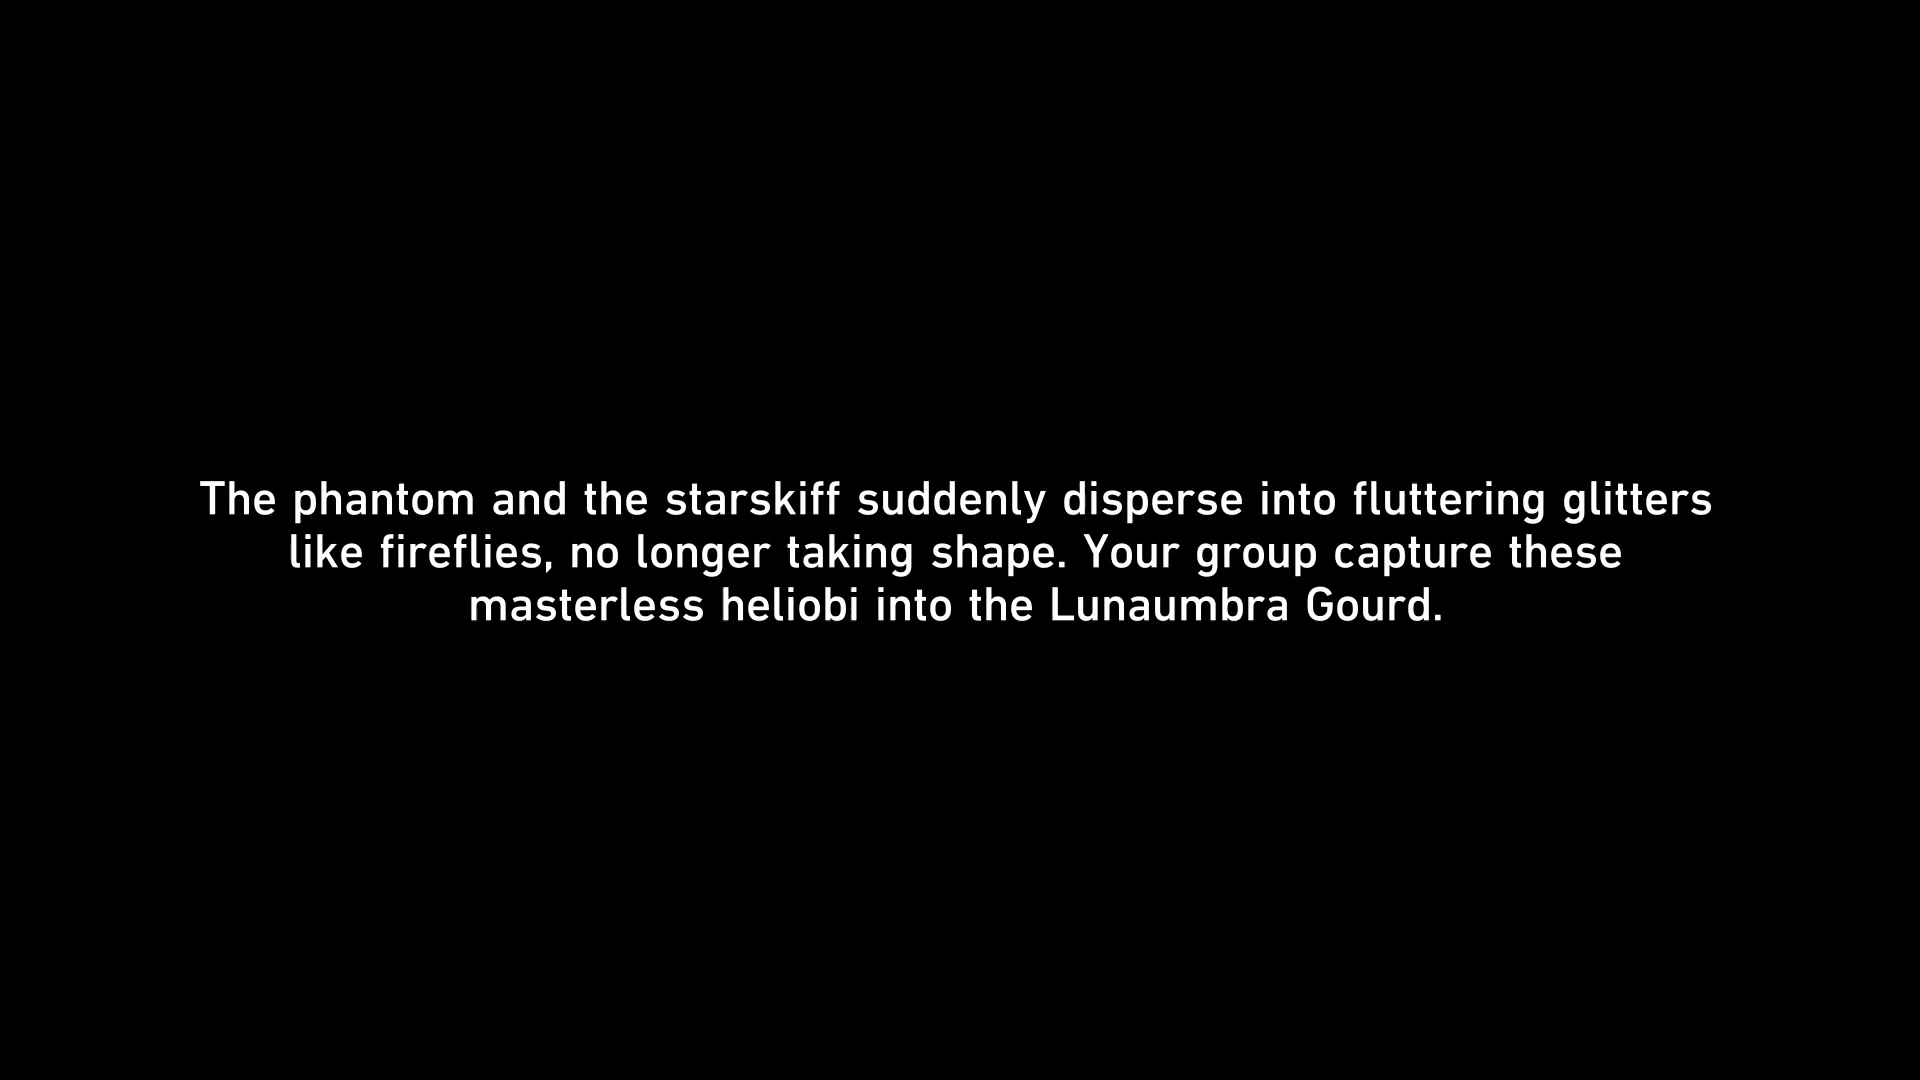 The phantom and the starskiff suddenly disperse into fluttering glitters
like fireflies, no longer taking shape. Your group capture these
masterless heliobi into the Lunaumbra Gourd.